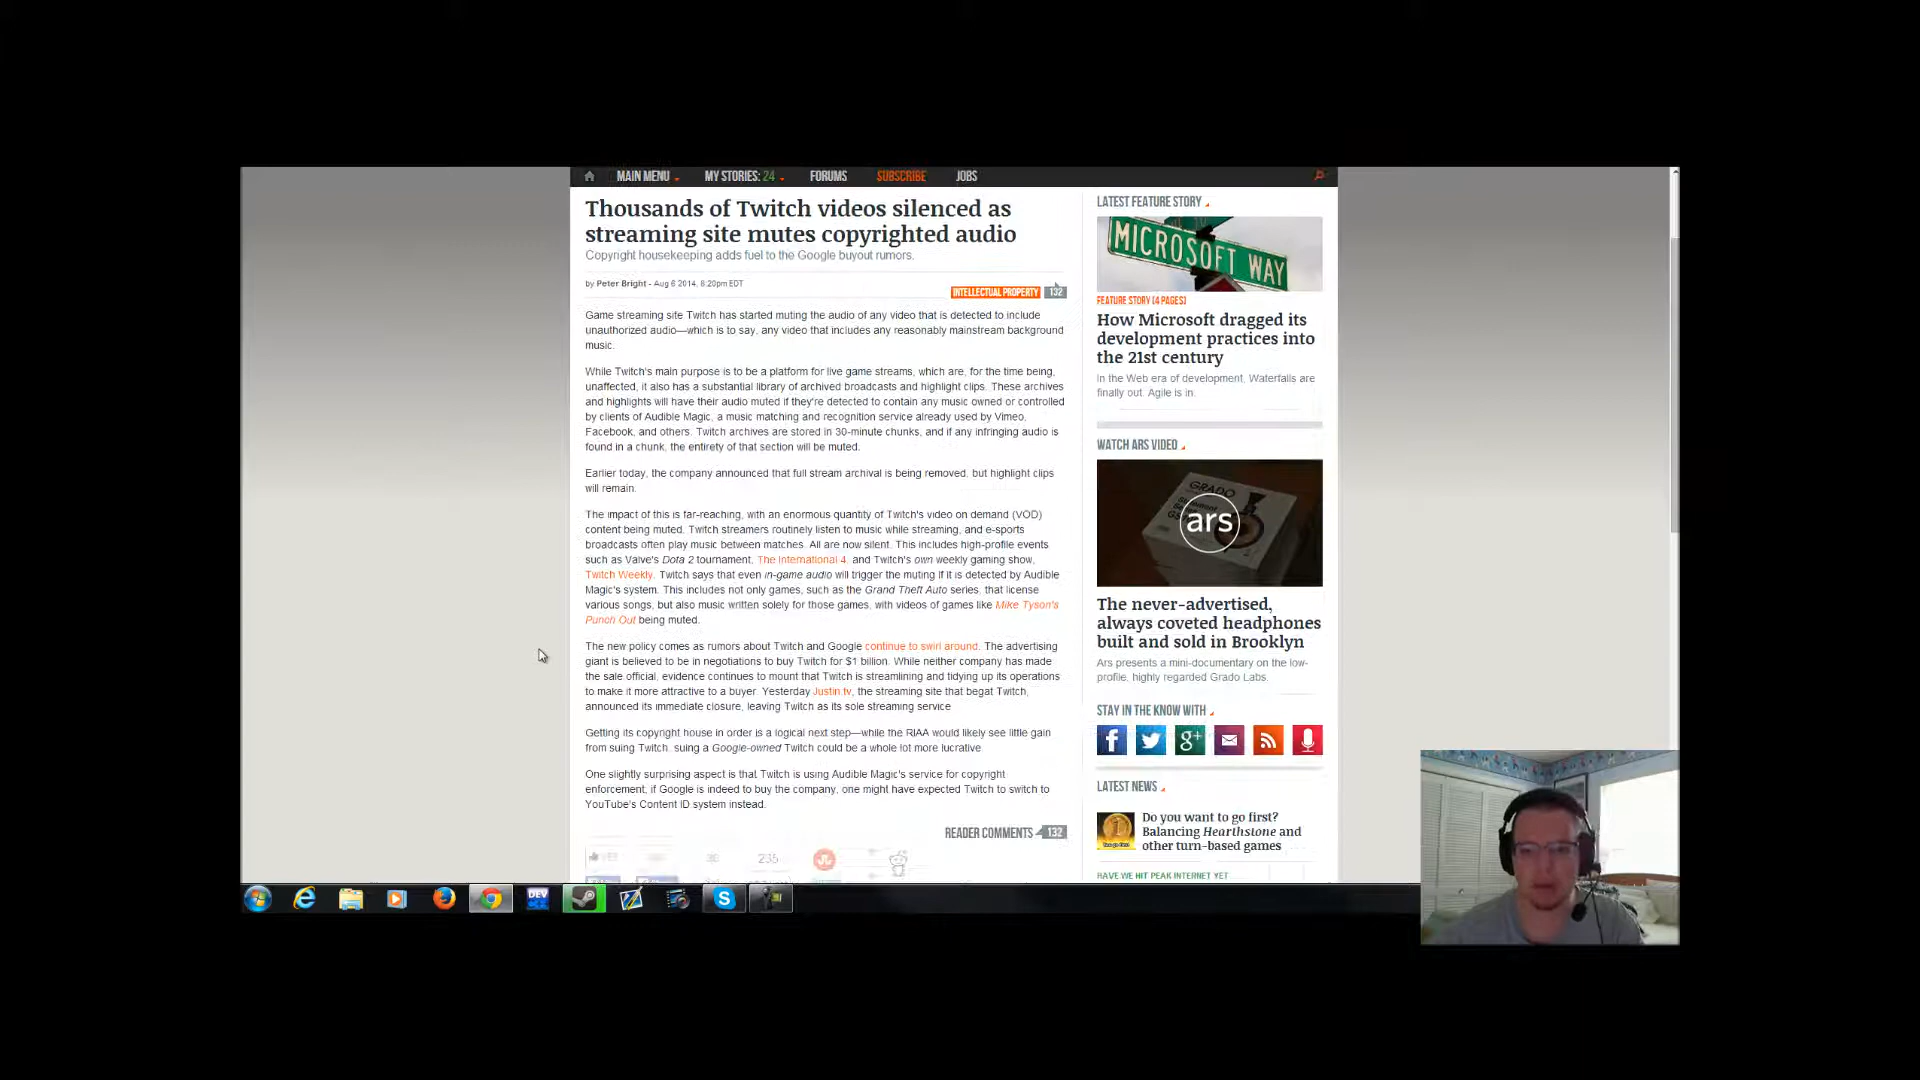 MAIN MENU
MY STORIES: 24
FORUMS
SUBSCRIBE
JOBS
Thousands of Twitch videos silenced as
streaming site mutes copyrighted audio
Copyright housekeeping adds fuel to the Google buyout rumors.
by Peter Bright - Aug 6 2014, 8:20pm EDT
INTELLECTUAL PROPERTY 132
Game streaming site Twitch has started muting the audio of any video that is detected to include
unauthorized audio—which is to say, any video that includes any reasonably mainstream background
music.
While Twitch's main purpose is to be a platform for live game streams, which are, for the time being,
unaffected, it also has a substantial library of archived broadcasts and highlight clips. These archives
and highlights will have their audio muted if they're detected to contain any music owned or controlled
by clients of Audible Magic, a music matching and recognition service already used by Vimeo,
Facebook, and others. Twitch archives are stored in 30-minute chunks, and if any infringing audio is
found in a chunk, the entirety of that section will be muted.
Earlier today, the company announced that full stream archival is being removed, but highlight clips
will remain.
The impact of this is far-reaching, with an enormous quantity of Twitch's video on demand (VOD)
content being muted. Twitch streamers routinely listen to music while streaming, and e-sports
broadcasts often play music between matches. All are now silent. This includes high-profile events
such as Valve's Dota 2 tournament, The International 4, and Twitch's own weekly gaming show,
Twitch Weekly. Twitch says that even in-game audio will trigger the muting if it is detected by Audible
Magic's system. This includes not only games, such as the Grand Theft Auto series, that license
various songs, but also music written solely for those games, with videos of games like Mike Tyson's
Punch Out being muted.
The new policy comes as rumors about Twitch and Google continue to swirl around. The advertising
giant is believed to be in negotiations to buy Twitch for $1 billion. While neither company has made
the sale official, evidence continues to mount that Twitch is streamlining and tidying up its operations
to make it more attractive to a buyer. Yesterday Justin.tv, the streaming site that begat Twitch,
announced its immediate closure, leaving Twitch as its sole streaming service
Getting its copyright house in order is a logical next step—while the RIAA would likely see little gain
from suing Twitch, suing a Google-owned Twitch could be a whole lot more lucrative
One slightly surprising aspect is that Twitch is using Audible Magic's service for copyright
enforcement; if Google is indeed to buy the company, one might have expected Twitch to switch to
YouTube's Content ID system instead.
READER COMMENTS 132
235
LATEST FEATURE STORY
MICROSOFT WAY
FEATURE STORY (4 PAGES)
How Microsoft dragged its
development practices into
the 21st century
In the Web era of development, Waterfalls are
finally out. Agile is in.
WATCH ARS VIDEO
GRADO
ars
The never-advertised,
always coveted headphones
built and sold in Brooklyn
Ars presents a mini-documentary on the low-
profile, highly regarded Grado Labs.
STAY IN THE KNOW WITH
LATEST NEWS
Do you want to go first?
Balancing Hearthstone and
other turn-based games
HAVE WE HIT PEAK INTERNET YET
DEV